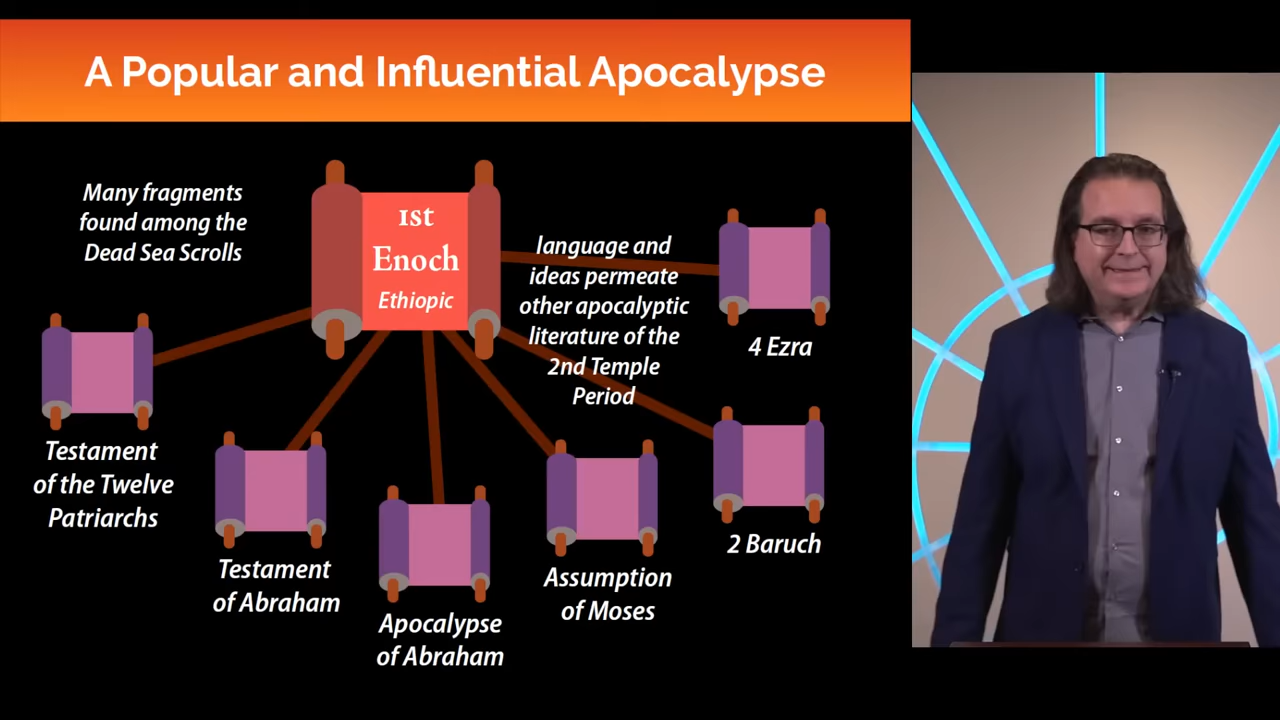 A Popular and Influential Apocalypse
Many fragments
found among the
Dead Sea Scrolls
1st
Enoch
Ethiopic
language and
ideas permeate
other apocalyptic
literature of the
2nd Temple
Period
4 Ezra
Testament
of the Twelve
Patriarchs
Testament
of Abraham
Apocalypse
of Abraham
Assumption
of Moses
2 Baruch